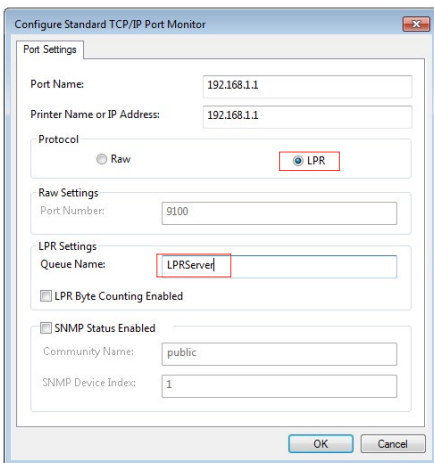 Configure Standard TCP/IP Port Monitor
Port Settings
Port Name: 192.168.1.1
Printer Name or IP Address: 192.168.1.1
Protocol
Raw LPR
Raw Settings
Port Number: 9100
LPR Settings
Queue Name: LPRServer
LPR Byte Counting Enabled
SNMP Status Enabled
Community Name: public
SNMP Device Index: 1
OK Cancel